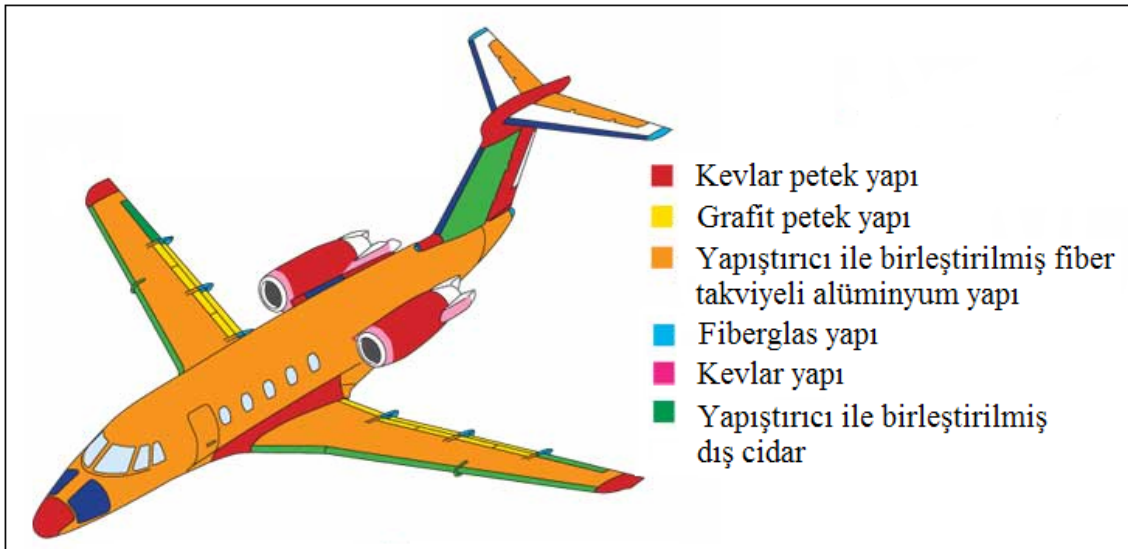 Kevlar petek yapı
Grafit petek yapı
Yapıştırıcı ile birleştirilmiş fiber
takviyeli alüminyum yapı
Fiberglas yapı
Kevlar yapı
Yapıştırıcı ile birleştirilmiş
dış cidar